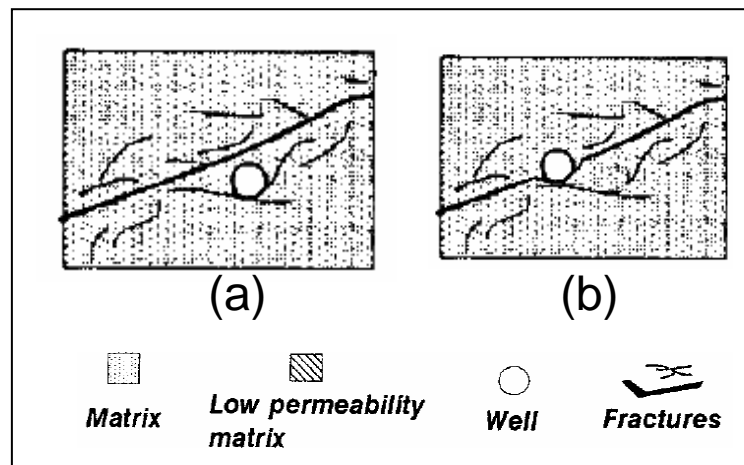 (a)
(b)
Matrix
Low permeability
matrix
Well
Fractures